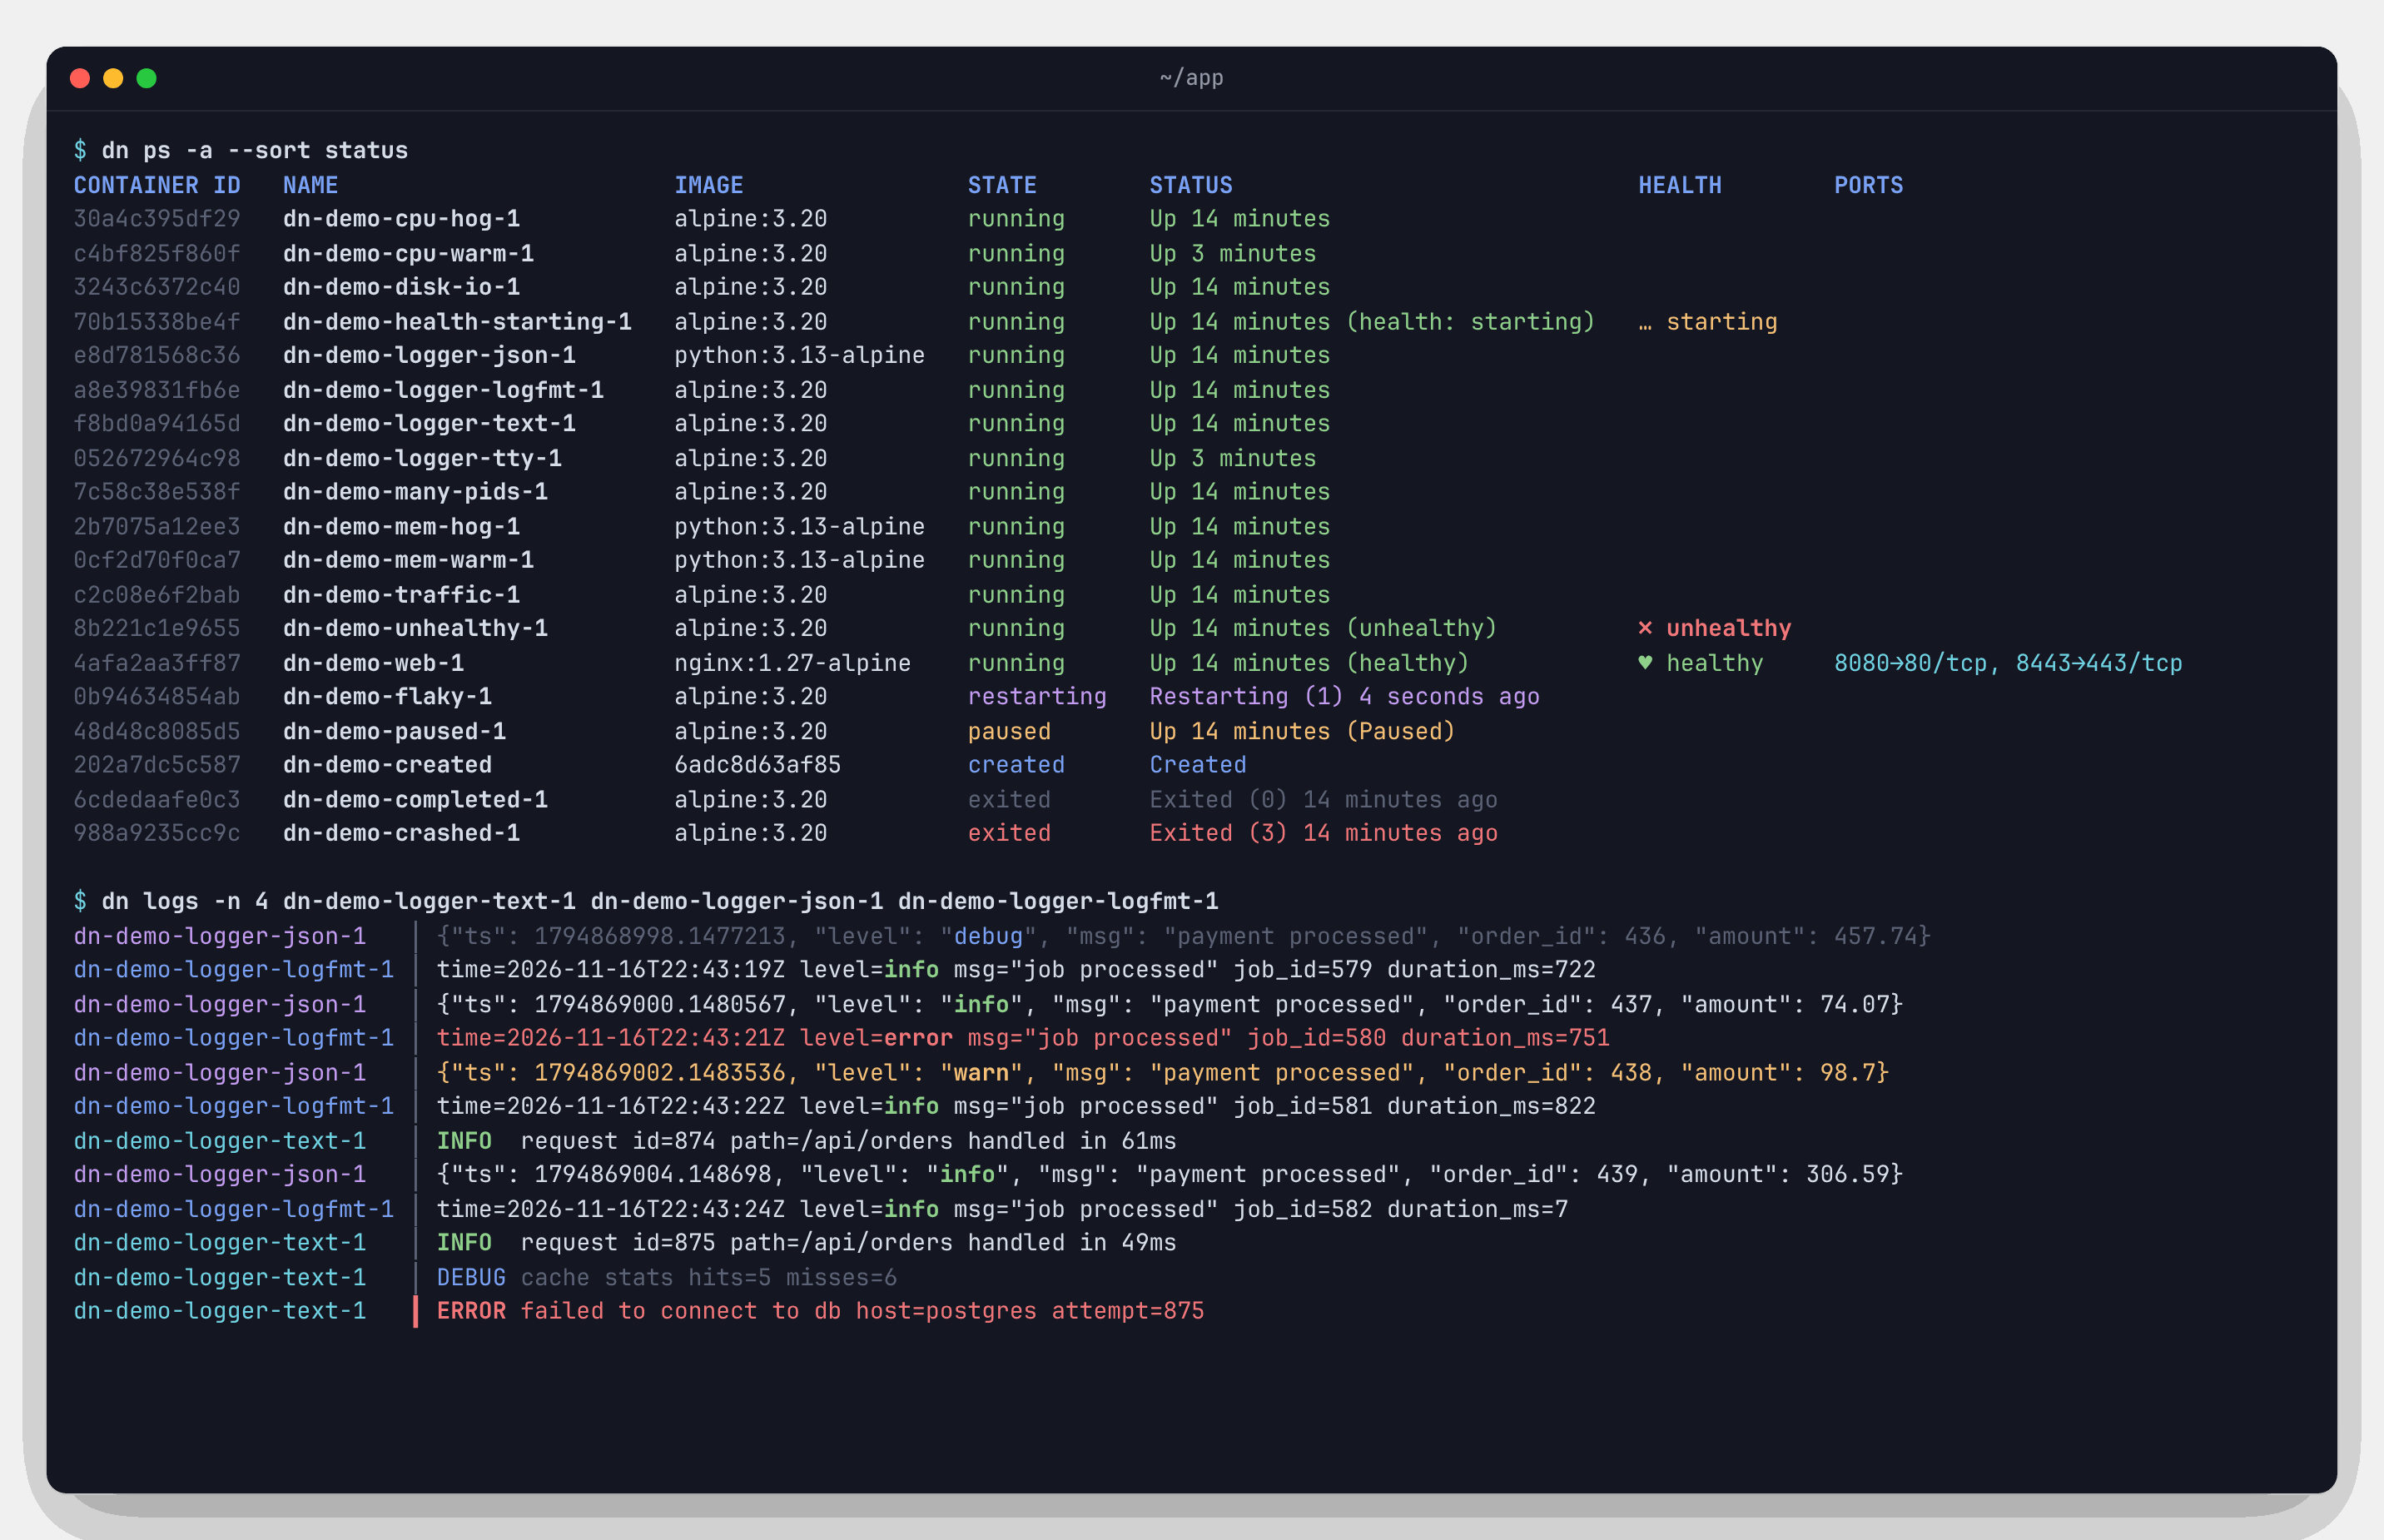 ~/app
$ dn ps -a --sort status
CONTAINER ID   NAME                        IMAGE                STATE        STATUS                             HEALTH        PORTS
30a4c395df29   dn-demo-cpu-hog-1           alpine:3.20          running      Up 14 minutes
c4bf825f860f   dn-demo-cpu-warm-1          alpine:3.20          running      Up 3 minutes
3243c6372c40   dn-demo-disk-io-1           alpine:3.20          running      Up 14 minutes
70b15338be4f   dn-demo-health-starting-1   alpine:3.20          running      Up 14 minutes (health: starting)   … starting
e8d781568c36   dn-demo-logger-json-1       python:3.13-alpine   running      Up 14 minutes
a8e39831fb6e   dn-demo-logger-logfmt-1     alpine:3.20          running      Up 14 minutes
f8bd0a94165d   dn-demo-logger-text-1       alpine:3.20          running      Up 14 minutes
052672964c98   dn-demo-logger-tty-1        alpine:3.20          running      Up 3 minutes
7c58c38e538f   dn-demo-many-pids-1         alpine:3.20          running      Up 14 minutes
2b7075a12ee3   dn-demo-mem-hog-1           python:3.13-alpine   running      Up 14 minutes
0cf2d70f0ca7   dn-demo-mem-warm-1          python:3.13-alpine   running      Up 14 minutes
c2c08e6f2bab   dn-demo-traffic-1           alpine:3.20          running      Up 14 minutes
8b221c1e9655   dn-demo-unhealthy-1         alpine:3.20          running      Up 14 minutes (unhealthy)          × unhealthy
4afa2aa3ff87   dn-demo-web-1               nginx:1.27-alpine    running      Up 14 minutes (healthy)            ♥ healthy     8080→80/tcp, 8443→443/tcp
0b94634854ab   dn-demo-flaky-1             alpine:3.20          restarting   Restarting (1) 4 seconds ago
48d48c8085d5   dn-demo-paused-1            alpine:3.20          paused       Up 14 minutes (Paused)
202a7dc5c587   dn-demo-created             6adc8d63af85         created      Created
6cdedaafe0c3   dn-demo-completed-1         alpine:3.20          exited       Exited (0) 14 minutes ago
988a9235cc9c   dn-demo-crashed-1           alpine:3.20          exited       Exited (3) 14 minutes ago
$ dn logs -n 4 dn-demo-logger-text-1 dn-demo-logger-json-1 dn-demo-logger-logfmt-1
dn-demo-logger-json-1   │ {"ts": 1794868998.1477213, "level": "debug", "msg": "payment processed", "order_id": 436, "amount": 457.74}
dn-demo-logger-logfmt-1 │ time=2026-11-16T22:43:19Z level=info msg="job processed" job_id=579 duration_ms=722
dn-demo-logger-json-1   │ {"ts": 1794869000.1480567, "level": "info", "msg": "payment processed", "order_id": 437, "amount": 74.07}
dn-demo-logger-logfmt-1 │ time=2026-11-16T22:43:21Z level=error msg="job processed" job_id=580 duration_ms=751
dn-demo-logger-json-1   │ {"ts": 1794869002.1483536, "level": "warn", "msg": "payment processed", "order_id": 438, "amount": 98.7}
dn-demo-logger-logfmt-1 │ time=2026-11-16T22:43:22Z level=info msg="job processed" job_id=581 duration_ms=822
dn-demo-logger-text-1   │ INFO  request id=874 path=/api/orders handled in 61ms
dn-demo-logger-json-1   │ {"ts": 1794869004.148698, "level": "info", "msg": "payment processed", "order_id": 439, "amount": 306.59}
dn-demo-logger-logfmt-1 │ time=2026-11-16T22:43:24Z level=info msg="job processed" job_id=582 duration_ms=7
dn-demo-logger-text-1   │ INFO  request id=875 path=/api/orders handled in 49ms
dn-demo-logger-text-1   │ DEBUG cache stats hits=5 misses=6
dn-demo-logger-text-1   ▎ ERROR failed to connect to db host=postgres attempt=875